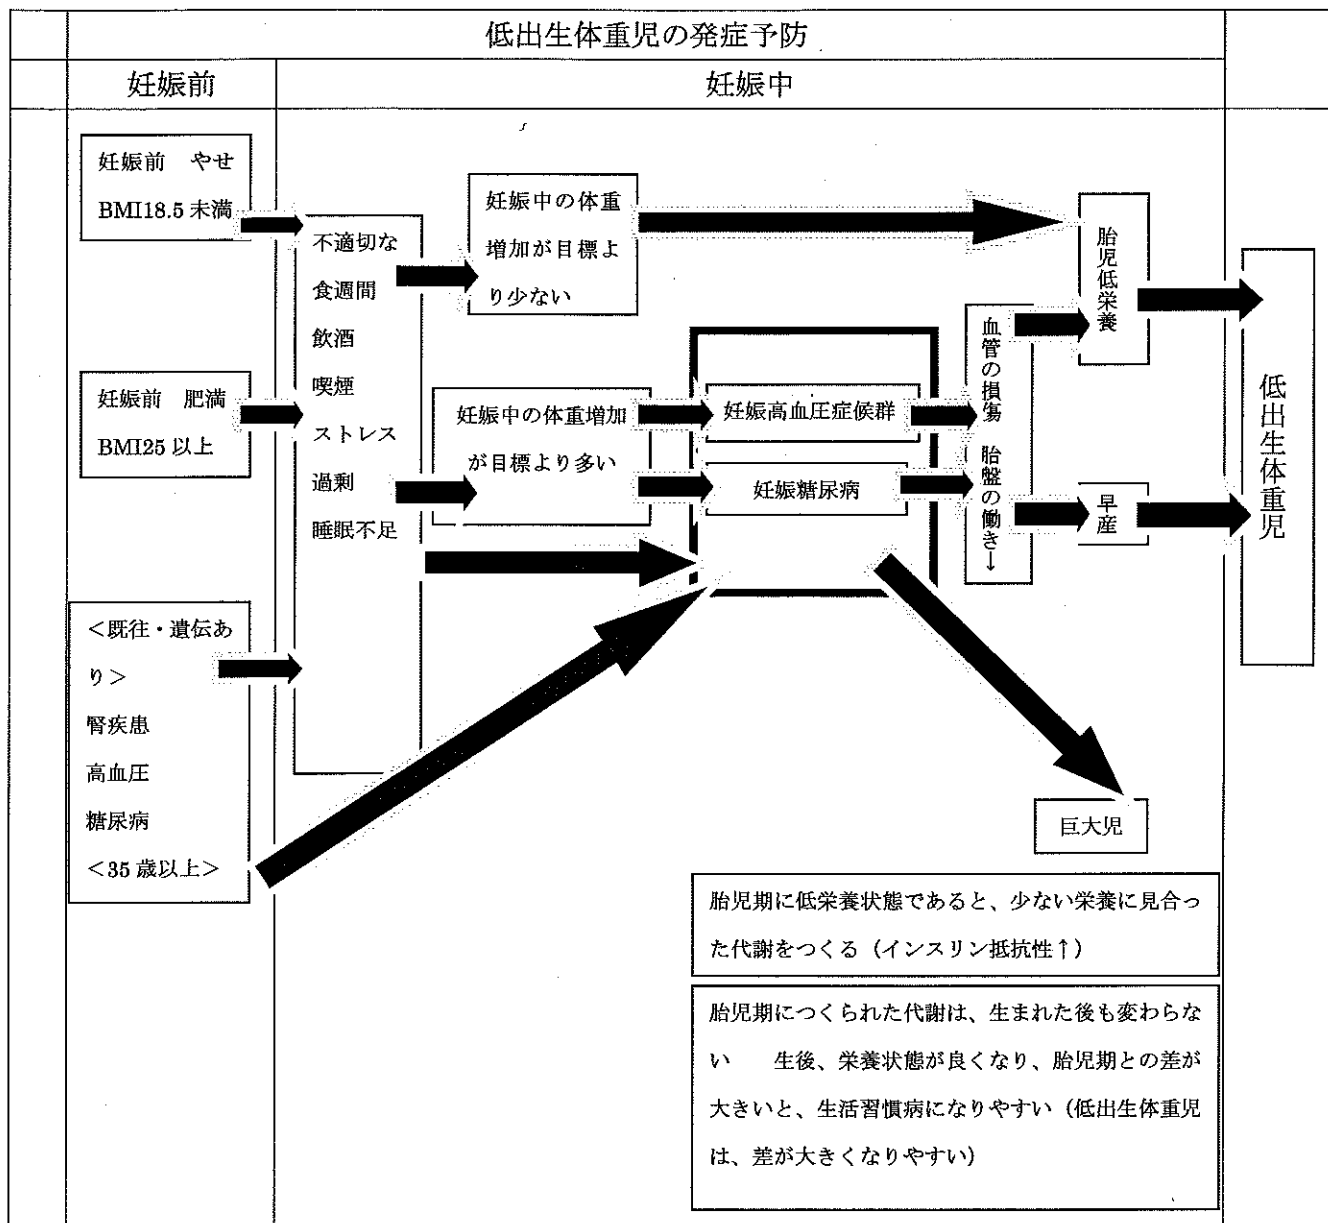 低出生体重児の発症予防
妊娠前
妊娠中
妊娠前　やせ
BMI18.5 未満
妊娠前　肥満
BMI25 以上
＜既往・遺伝あ
り＞
腎疾患
高血圧
糖尿病
＜35 歳以上＞
不適切な
食週間
飲酒
喫煙
ストレス
過剰
睡眠不足
妊娠中の体重
増加が目標よ
り少ない
妊娠中の体重増加
が目標より多い
妊娠高血圧症候群
妊娠糖尿病
血管の損傷　胎盤の働き↓
胎児低栄養
早産
低出生体重児
巨大児
胎児期に低栄養状態であると、少ない栄養に見合っ
た代謝をつくる（インスリン抵抗性↑）
胎児期につくられた代謝は、生まれた後も変わらな
い　　生後、栄養状態が良くなり、胎児期との差が
大きいと、生活習慣病になりやすい（低出生体重児
は、差が大きくなりやすい）